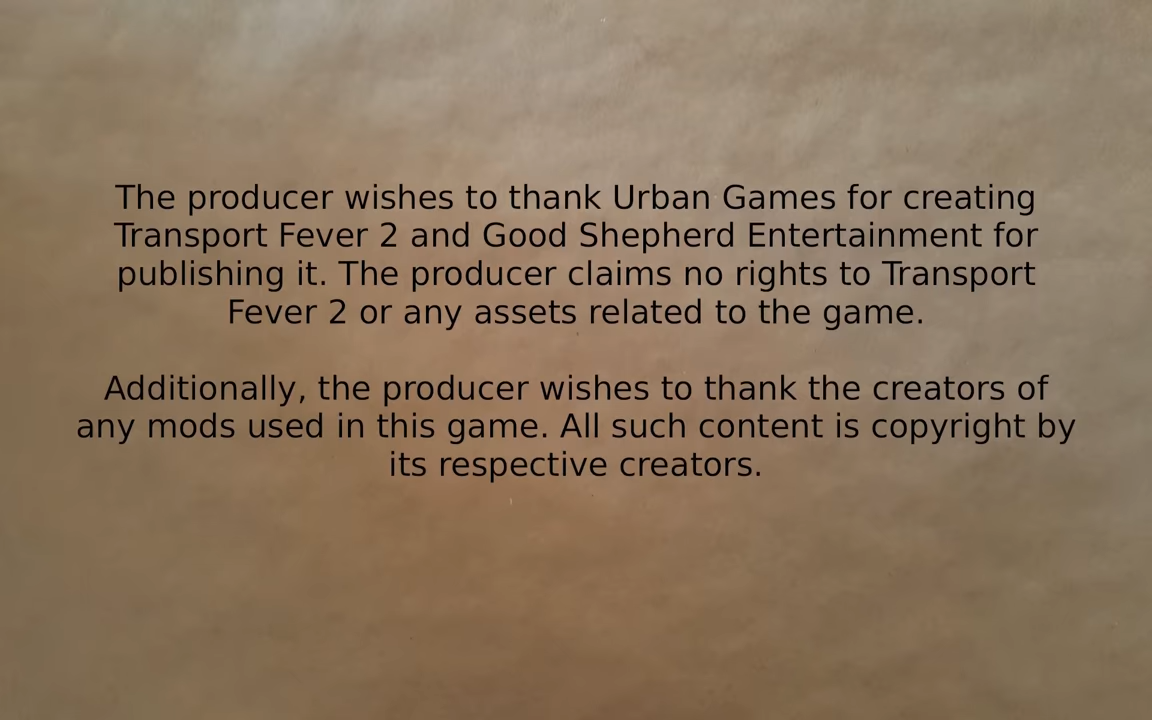 The producer wishes to thank Urban Games for creating
Transport Fever 2 and Good Shepherd Entertainment for
publishing it. The producer claims no rights to Transport
Fever 2 or any assets related to the game.
Additionally, the producer wishes to thank the creators of
any mods used in this game. All such content is copyright by
its respective creators.